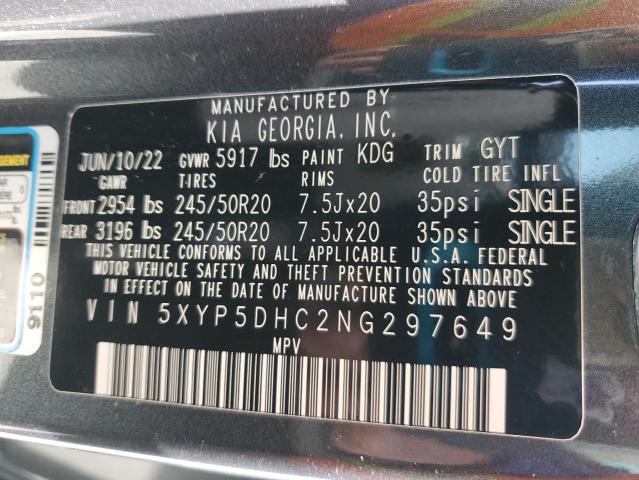 MANUFACTURED BY
KIA GEORGIA, INC.
JUN/10/22 GVWR 5917 lbs PAINT KDG TRIM GYT
GAWR TIRES RIMS COLD TIRE INFL
FRONT 2954 lbs 245/50R20 7.5Jx20 35psi SINGLE
REAR 3196 lbs 245/50R20 7.5Jx20 35psi SINGLE
THIS VEHICLE CONFORMS TO ALL APPLICABLE U.S.A. FEDERAL
MOTOR VEHICLE SAFETY AND THEFT PREVENTION STANDARDS
IN EFFECT ON THE DATE OF MANUFACTURE SHOWN ABOVE
VIN 5XYP5DHC2NG297649
MPV
9110